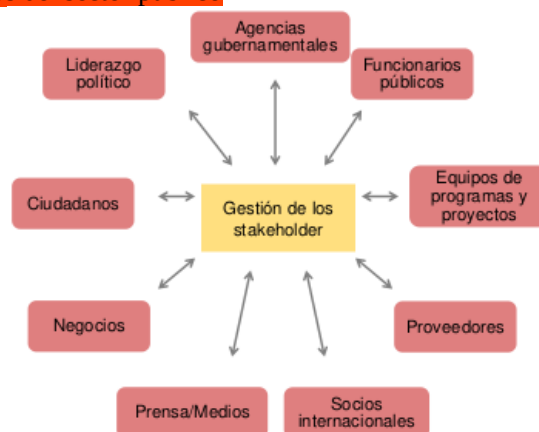 Agencias
gubernamentales
Liderazgo
político
Funcionarios
públicos
Ciudadanos
Gestión de los
stakeholder
Equipos de
programas y
proyectos
Negocios
Proveedores
Prensa/Medios
Socios
internacionales